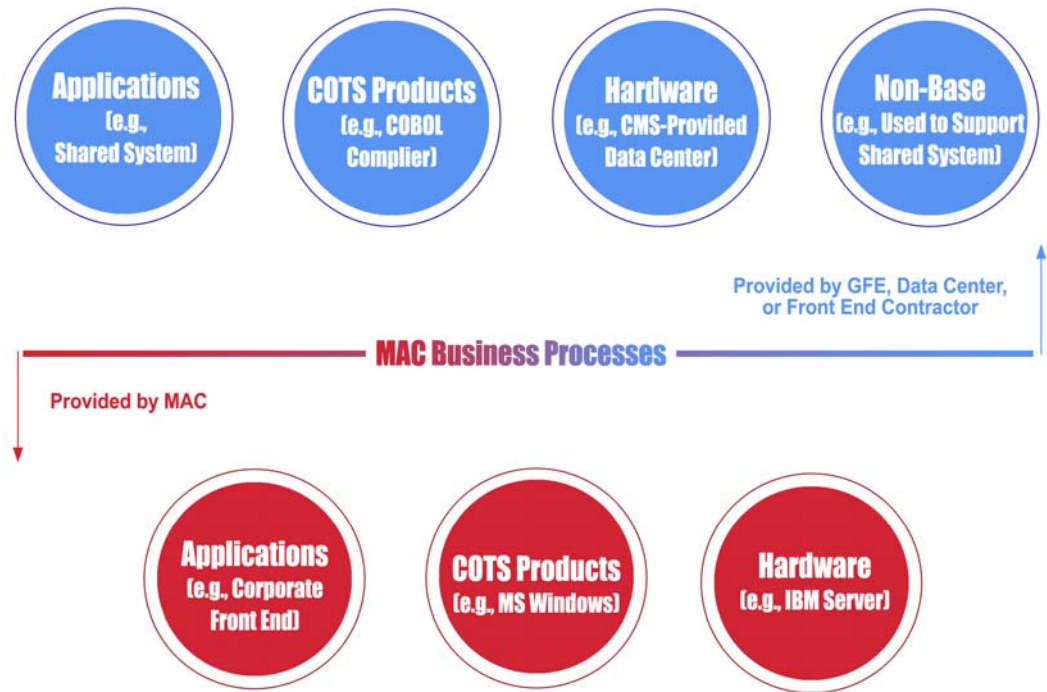 Applications
(e.g.,
Shared System)
COTS Products
(e.g., COBOL
Complier)
Hardware
(e.g., CMS-Provided
Data Center)
Non-Base
(e.g., Used to Support
Shared System)
Provided by GFE, Data Center,
or Front End Contractor
MAC Business Processes
Provided by MAC
Applications
(e.g., Corporate
Front End)
COTS Products
(e.g., MS Windows)
Hardware
(e.g., IBM Server)